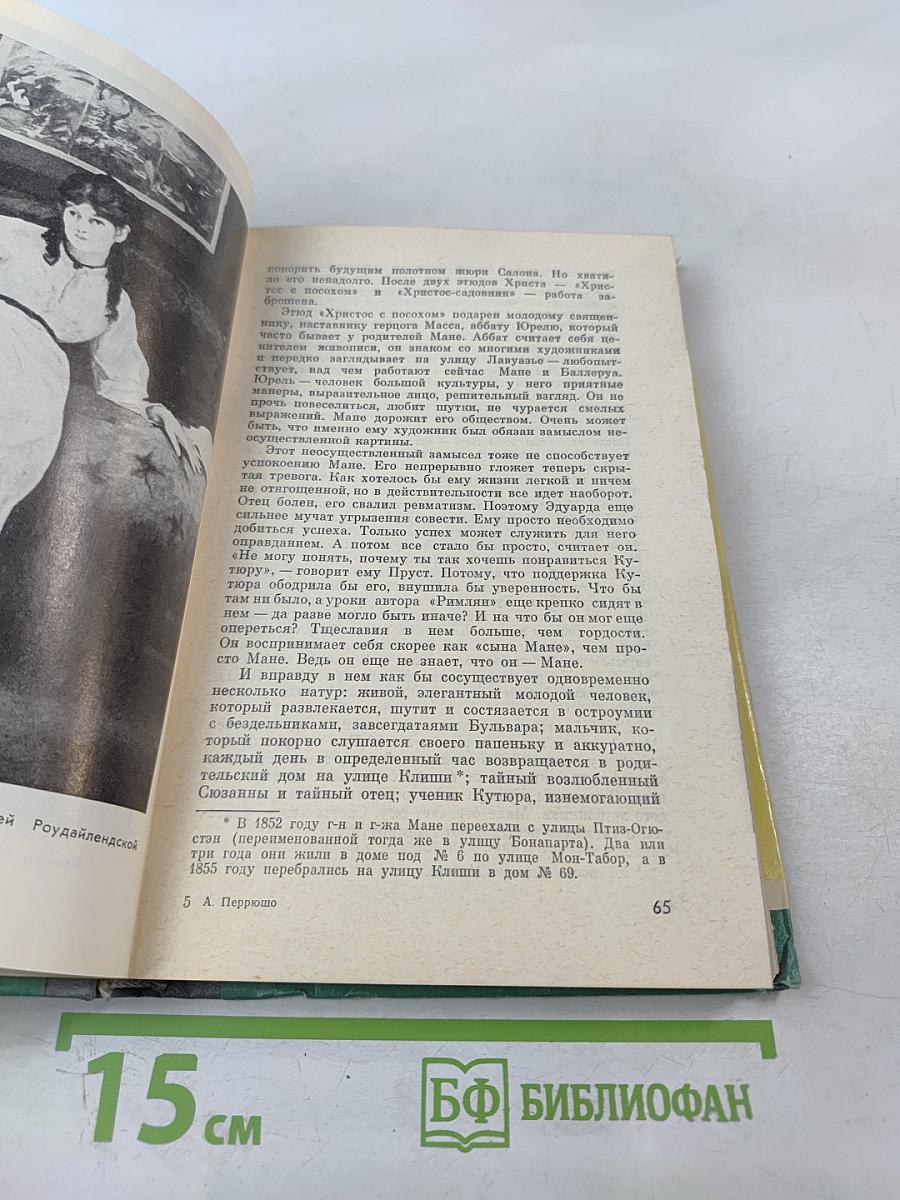 ей Роудайлендской
покорить будущим полотном жюри Салона. Но хвати-
ло его ненадолго. После двух этюдов Христа — «Хрис-
тос с посохом» и «Христос-садовник» — работа за-
брошена.
Этюд «Христос с посохом» подарен молодому священ-
нику, наставнику герцога Масса, аббату Юрелю, который
часто бывает у родителей Мане. Аббат считает себя це-
нителем живописи, он знаком со многими художниками
и нередко заглядывает на улицу Лавуазье — любопыт-
ствует, над чем работают сейчас Мане и Баллеруа.
Юрель — человек большой культуры, у него приятные
манеры, выразительное лицо, решительный взгляд. Он не
прочь повеселиться, любит шутки, не чурается смелых
выражений. Мане дорожит его обществом. Очень может
быть, что именно ему художник был обязан замыслом не-
осуществленной картины.
Этот неосуществленный замысел тоже не способствует
успокоению Мане. Его непрерывно гложет теперь скры-
тая тревога. Как хотелось бы ему жизни легкой и ничем
не отягощенной, но в действительности все идет наоборот.
Отец болен, его свалил ревматизм. Поэтому Эдуарда еще
сильнее мучат угрызения совести. Ему просто необходимо
добиться успеха. Только успех может служить для него
оправданием. А потом все стало бы просто, считает он.
«Не могу понять, почему ты так хочешь понравиться Ку-
тюру», — говорит ему Пруст. Потому, что поддержка Ку-
тюра ободрила бы его, внушила бы уверенность. Что бы
там ни было, а уроки автора «Римлян» еще крепко сидят в
нем — да разве могло быть иначе? И на что бы он мог еще
опереться? Тщеславия в нем больше, чем гордости.
Он воспринимает себя скорее как «сына Мане», чем про-
сто Мане. Ведь он еще не знает, что он — Мане.
И вправду в нем как бы сосуществует одновременно
несколько натур: живой, элегантный молодой человек,
который развлекается, шутит и состязается в остроумии
с бездельниками, завсегдатаями Бульвара; мальчик, ко-
торый покорно слушается своего папеньку и аккуратно,
каждый день в определенный час возвращается в роди-
тельский дом на улице Клиши *; тайный возлюбленный
Сюзанны и тайный отец; ученик Кутюра, изнемогающий
* В 1852 году г-н и г-жа Мане переехали с улицы Птиз-Огю-
стэн (переименованной тогда же в улицу Бонапарта). Два или
три года они жили в доме под № 6 по улице Мон-Табор, а в
1855 году перебрались на улицу Клиши в дом № 69.
5 А. Перрюшо
65
15 см
БФ БИБЛИОФАН